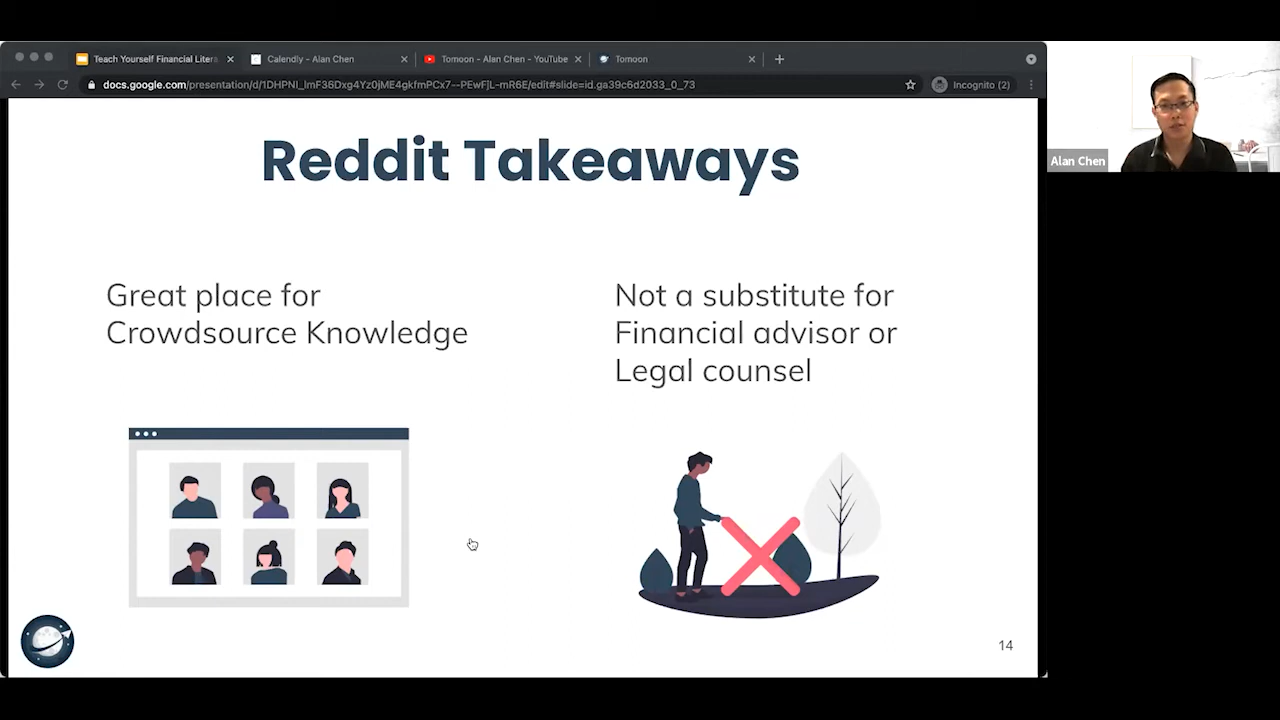 Teach Yourself Financial Litera
Calendly - Alan Chen
Tomoon - Alan Chen - YouTube
Tomoon
docs.google.com/presentation/d/1DHPNI_lmF36Dxg4Yz0jME4gkfmPCx7--PEwFjL-mR6E/edit#slide=id.ga39c6d2033_0_73
Incognito (2)
Alan Chen
Reddit Takeaways
Great place for
Crowdsource Knowledge
Not a substitute for
Financial advisor or
Legal counsel
14